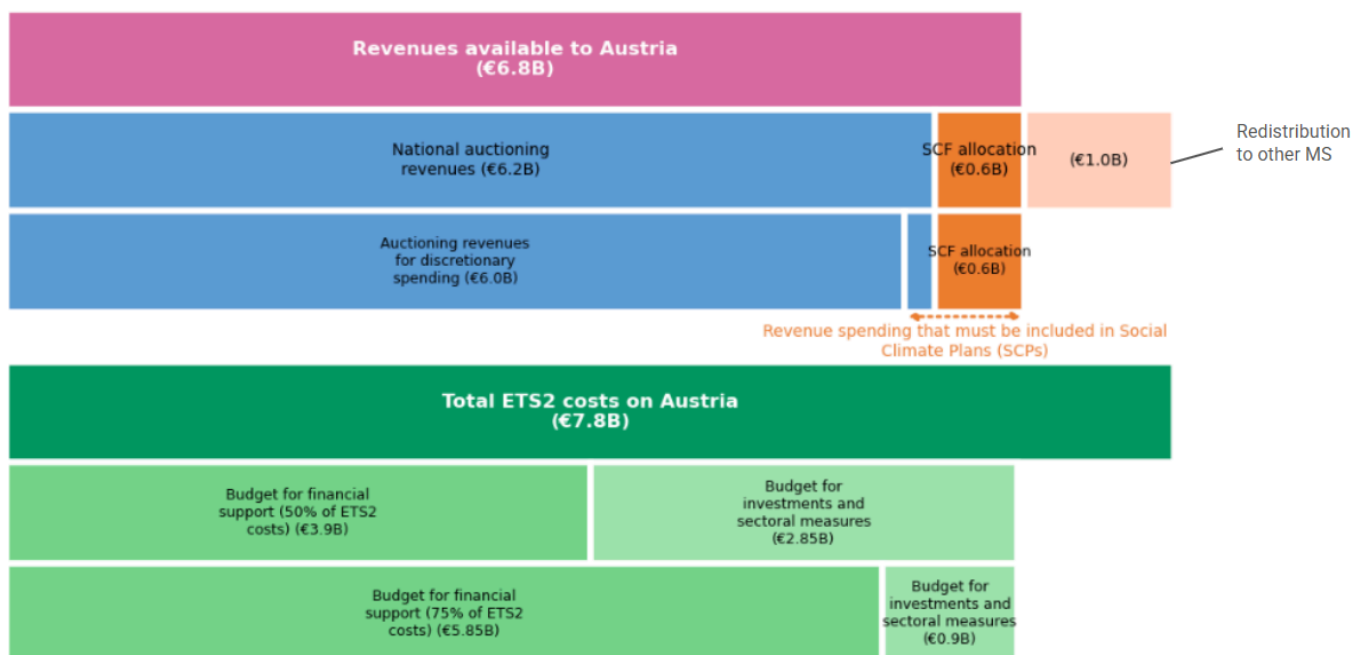 Revenues available to Austria
(€6.8B)
National auctioning
revenues (€6.2B)
SCF allocation
(€0.6B)
(€1.0B)
Redistribution
to other MS
Auctioning revenues
for discretionary
spending (€6.0B)
SCF allocation
(€0.6B)
Revenue spending that must be included in Social
Climate Plans (SCPs)
Total ETS2 costs on Austria
(€7.8B)
Budget for financial
support (50% of ETS2
costs) (€3.9B)
Budget for
investments and
sectoral measures
(€2.85B)
Budget for financial
support (75% of ETS2
costs) (€5.85B)
Budget for
investments and
sectoral measures
(€0.9B)